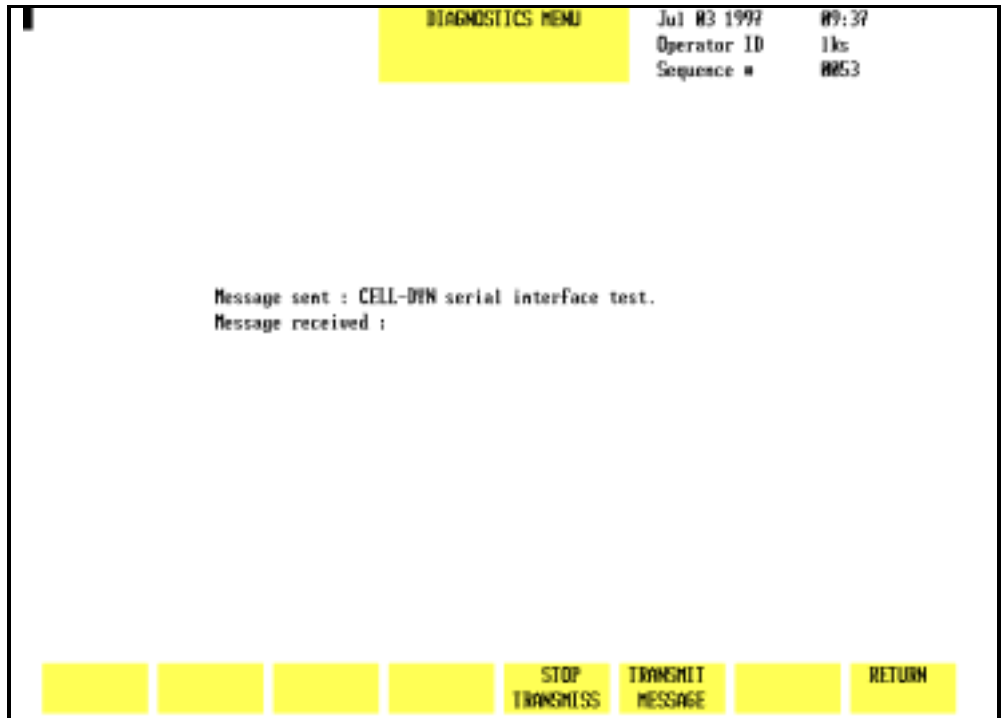 DIAGNOSTICS MENU
Jul 03 1997 09:37
Operator ID lks
Sequence # 0053
Message sent : CELL-DYN serial interface test.
Message received :
STOP TRANSMISS
TRANSMIT MESSAGE
RETURN